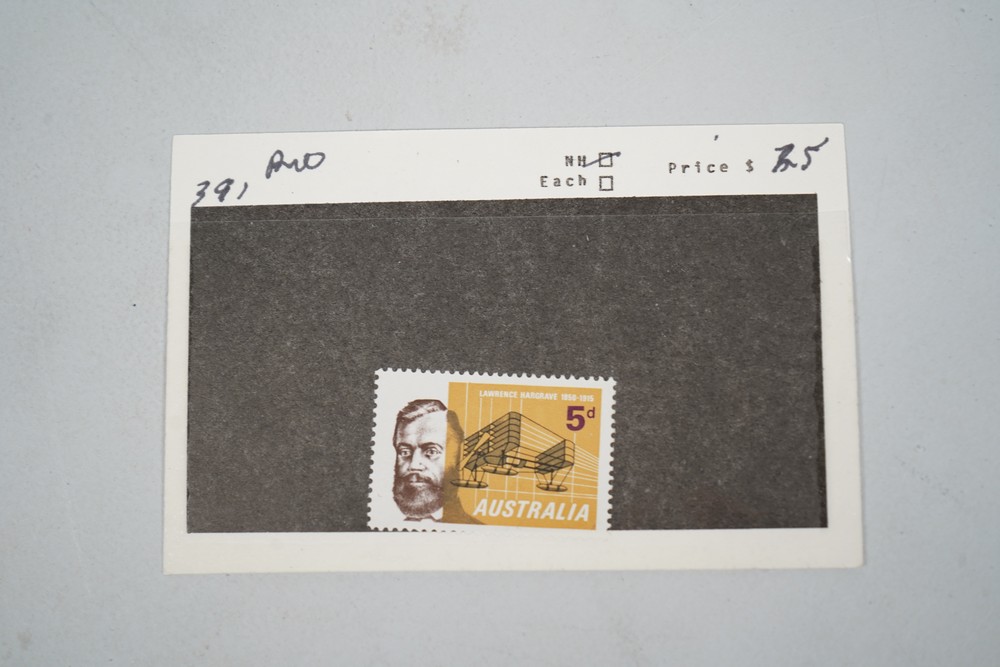 391
NH
Each
Price $
LAWRENCE HARGRAVE 1850-1915
5d
AUSTRALIA